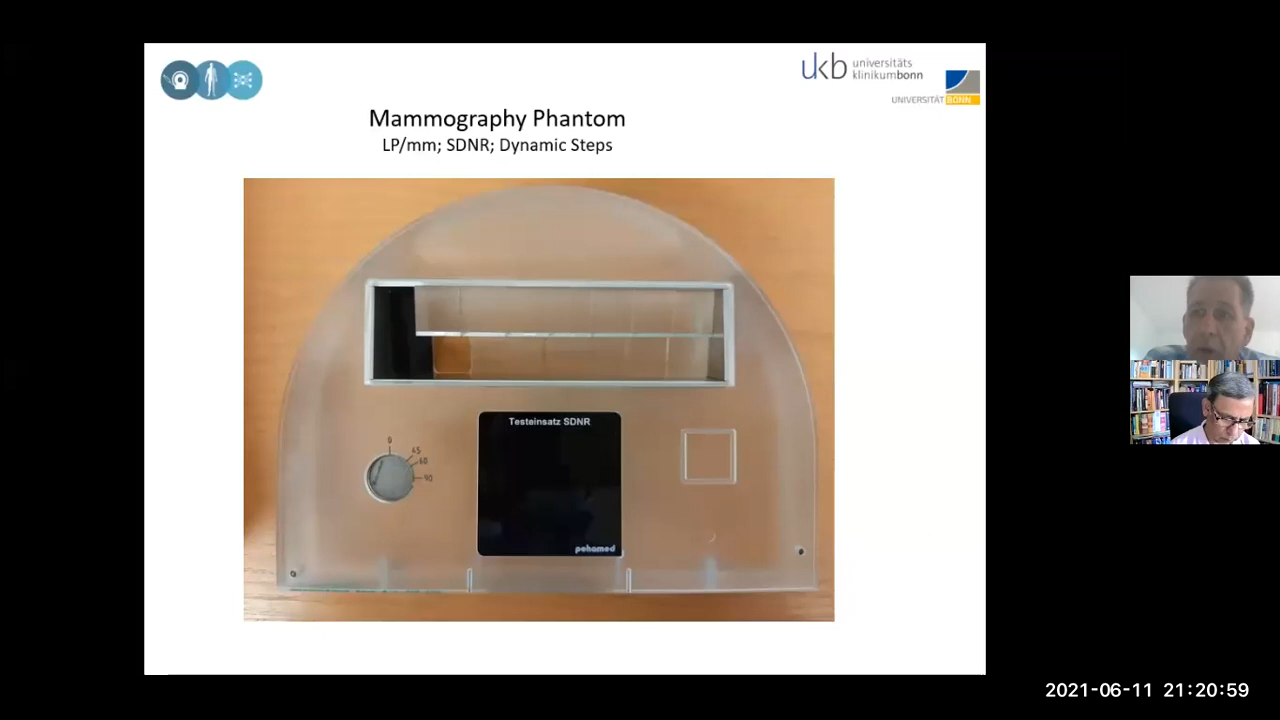 ukb universitäts
klinikumbonn
UNIVERSITÄT BONN
Mammography Phantom
LP/mm; SDNR; Dynamic Steps
Testeinsatz SDNR
0
45
60
90
pehamed
2021-06-11 21:20:59